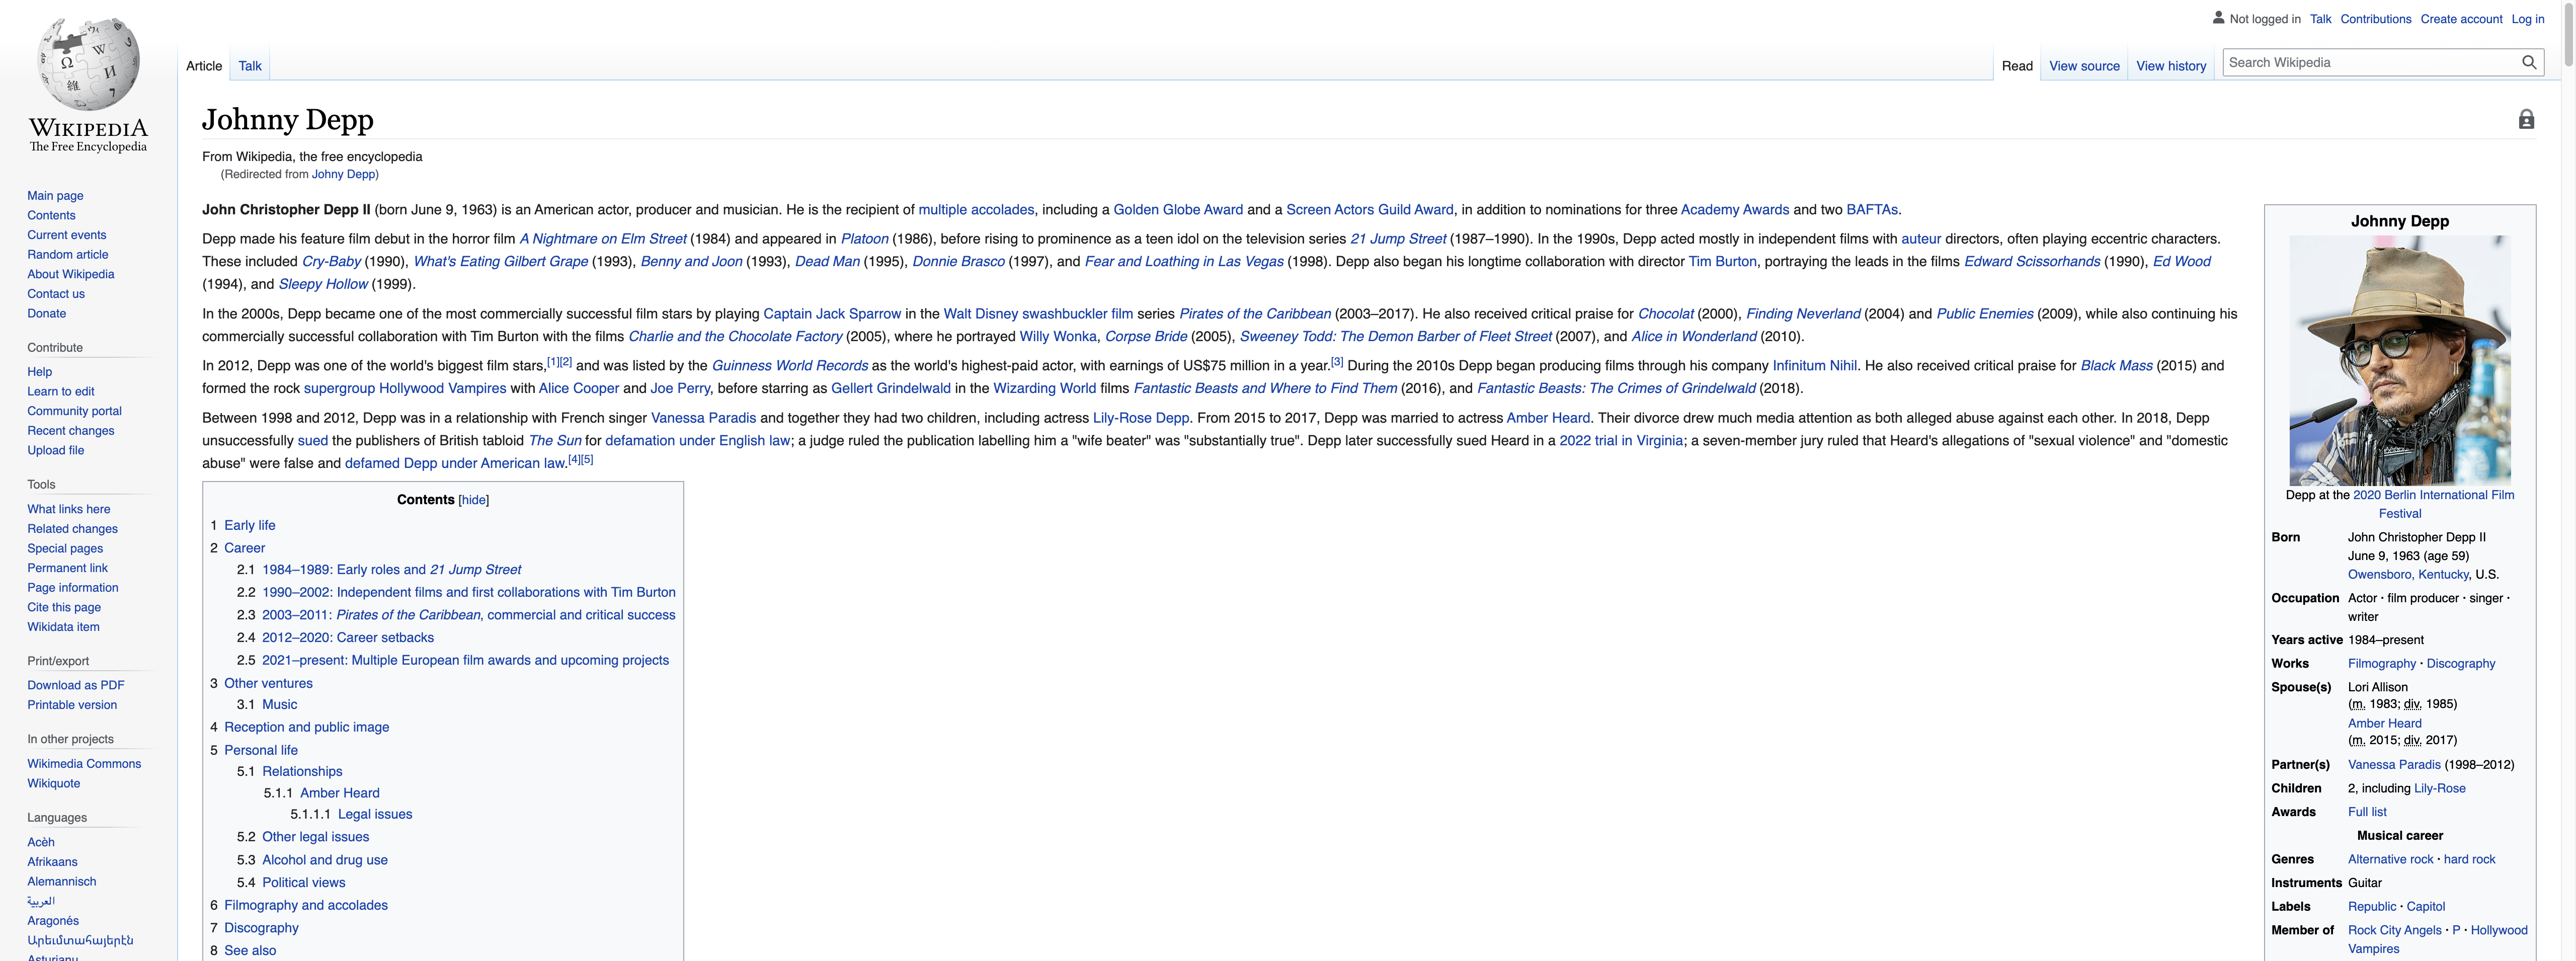 Not logged in Talk Contributions Create account Log in
WIKIPEDIA
The Free Encyclopedia
Article Talk
Read View source View history Search Wikipedia
Main page
Contents
Current events
Random article
About Wikipedia
Contact us
Donate
Contribute
Help
Learn to edit
Community portal
Recent changes
Upload file
Tools
What links here
Related changes
Special pages
Permanent link
Page information
Cite this page
Wikidata item
Print/export
Download as PDF
Printable version
In other projects
Wikimedia Commons
Wikiquote
Languages
Acèh
Afrikaans
Alemannisch
العربية
Aragonés
Արեւմտահայերէն
Asturianu
Johnny Depp
From Wikipedia, the free encyclopedia
(Redirected from Johny Depp)
John Christopher Depp II (born June 9, 1963) is an American actor, producer and musician. He is the recipient of multiple accolades, including a Golden Globe Award and a Screen Actors Guild Award, in addition to nominations for three Academy Awards and two BAFTAs.
Depp made his feature film debut in the horror film A Nightmare on Elm Street (1984) and appeared in Platoon (1986), before rising to prominence as a teen idol on the television series 21 Jump Street (1987–1990). In the 1990s, Depp acted mostly in independent films with auteur directors, often playing eccentric characters.
These included Cry-Baby (1990), What's Eating Gilbert Grape (1993), Benny and Joon (1993), Dead Man (1995), Donnie Brasco (1997), and Fear and Loathing in Las Vegas (1998). Depp also began his longtime collaboration with director Tim Burton, portraying the leads in the films Edward Scissorhands (1990), Ed Wood
(1994), and Sleepy Hollow (1999).
In the 2000s, Depp became one of the most commercially successful film stars by playing Captain Jack Sparrow in the Walt Disney swashbuckler film series Pirates of the Caribbean (2003–2017). He also received critical praise for Chocolat (2000), Finding Neverland (2004) and Public Enemies (2009), while also continuing his
commercially successful collaboration with Tim Burton with the films Charlie and the Chocolate Factory (2005), where he portrayed Willy Wonka, Corpse Bride (2005), Sweeney Todd: The Demon Barber of Fleet Street (2007), and Alice in Wonderland (2010).
In 2012, Depp was one of the world's biggest film stars,[1][2] and was listed by the Guinness World Records as the world's highest-paid actor, with earnings of US$75 million in a year.[3] During the 2010s Depp began producing films through his company Infinitum Nihil. He also received critical praise for Black Mass (2015) and
formed the rock supergroup Hollywood Vampires with Alice Cooper and Joe Perry, before starring as Gellert Grindelwald in the Wizarding World films Fantastic Beasts and Where to Find Them (2016), and Fantastic Beasts: The Crimes of Grindelwald (2018).
Between 1998 and 2012, Depp was in a relationship with French singer Vanessa Paradis and together they had two children, including actress Lily-Rose Depp. From 2015 to 2017, Depp was married to actress Amber Heard. Their divorce drew much media attention as both alleged abuse against each other. In 2018, Depp
unsuccessfully sued the publishers of British tabloid The Sun for defamation under English law; a judge ruled the publication labelling him a "wife beater" was "substantially true". Depp later successfully sued Heard in a 2022 trial in Virginia; a seven-member jury ruled that Heard's allegations of "sexual violence" and "domestic
abuse" were false and defamed Depp under American law.[4][5]
Contents [hide]
1 Early life
2 Career
2.1 1984–1989: Early roles and 21 Jump Street
2.2 1990–2002: Independent films and first collaborations with Tim Burton
2.3 2003–2011: Pirates of the Caribbean, commercial and critical success
2.4 2012–2020: Career setbacks
2.5 2021–present: Multiple European film awards and upcoming projects
3 Other ventures
3.1 Music
4 Reception and public image
5 Personal life
5.1 Relationships
5.1.1 Amber Heard
5.1.1.1 Legal issues
5.2 Other legal issues
5.3 Alcohol and drug use
5.4 Political views
6 Filmography and accolades
7 Discography
8 See also
Johnny Depp
Depp at the 2020 Berlin International Film
Festival
Born John Christopher Depp II
June 9, 1963 (age 59)
Owensboro, Kentucky, U.S.
Occupation Actor · film producer · singer ·
writer
Years active 1984–present
Works Filmography · Discography
Spouse(s) Lori Allison
(m. 1983; div. 1985)
Amber Heard
(m. 2015; div. 2017)
Partner(s) Vanessa Paradis (1998–2012)
Children 2, including Lily-Rose
Awards Full list
Musical career
Genres Alternative rock · hard rock
Instruments Guitar
Labels Republic · Capitol
Member of Rock City Angels · P · Hollywood
Vampires